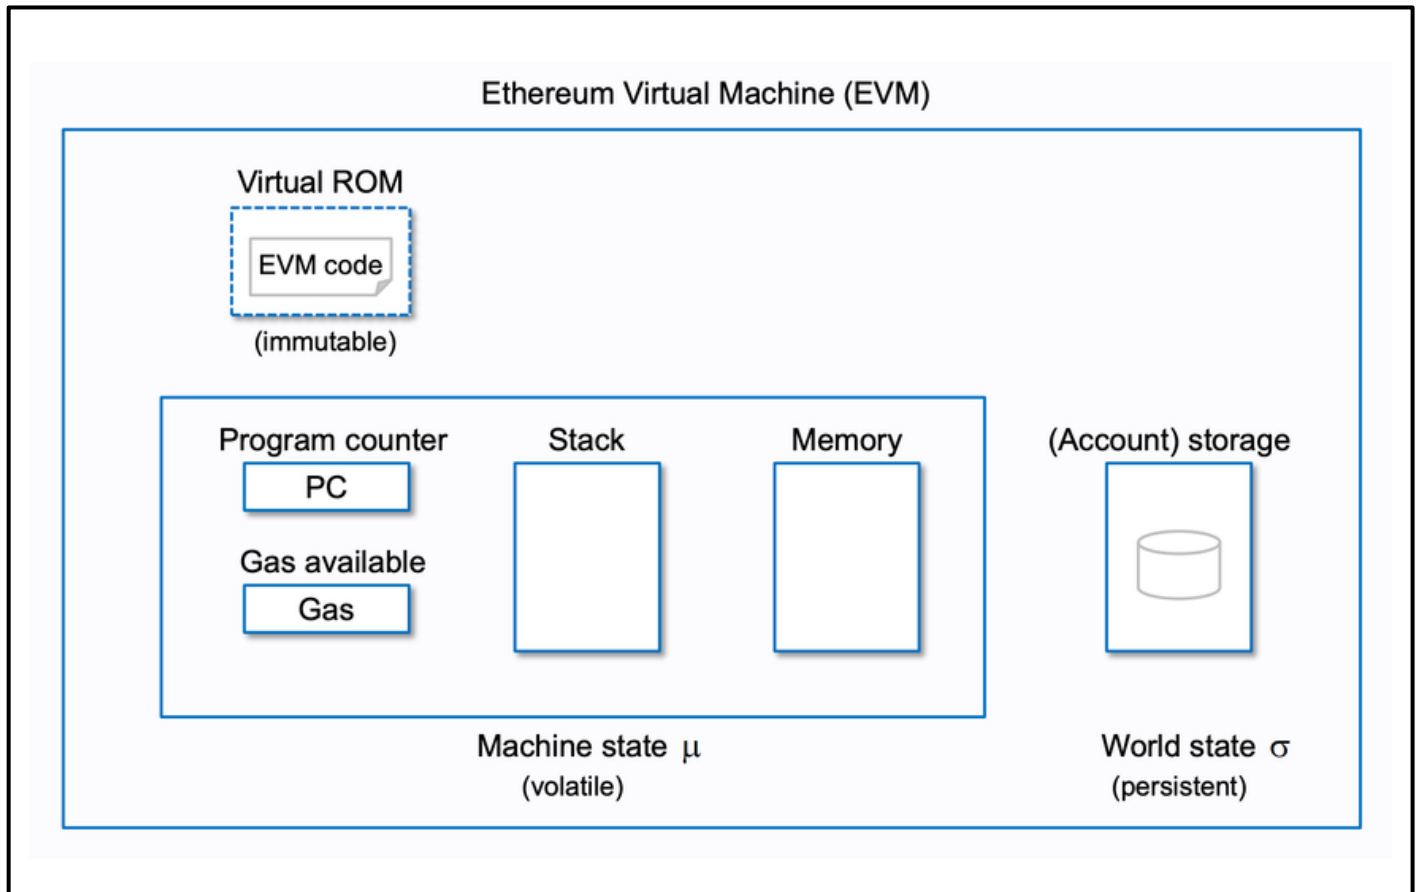 Ethereum Virtual Machine (EVM)
Virtual ROM
EVM code
(immutable)
Program counter
PC
Gas available
Gas
Stack
Memory
(Account) storage
Machine state μ
(volatile)
World state σ
(persistent)